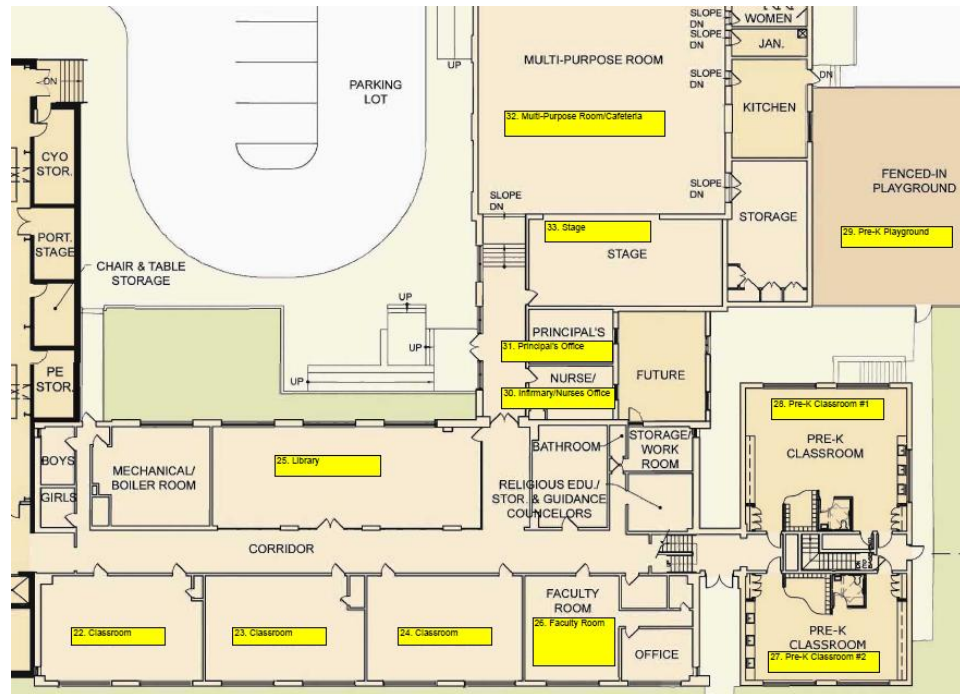 SLOPE
DN
WOMEN
SLOPE
DN
JAN.
UP
MULTI-PURPOSE ROOM
SLOPE
DN
DN
DN
PARKING
LOT
KITCHEN
32. Multi-Purpose Room/Cafeteria
CYO
STOR.
FENCED-IN
PLAYGROUND
SLOPE
DN
SLOPE
DN
PORT.
STAGE
STORAGE
33. Stage
29. Pre-K Playground
STAGE
CHAIR & TABLE
STORAGE
UP
PRINCIPAL'S
31. Principal's Office
UP
PE
STOR.
UP
NURSE/
FUTURE
30. Infirmary/Nurses Office
28. Pre-K Classroom #1
BATHROOM
STORAGE/
WORK
ROOM
PRE-K
CLASSROOM
BOYS
MECHANICAL/
BOILER ROOM
25. Library
RELIGIOUS EDU./
STOR. & GUIDANCE
COUNCELORS
GIRLS
CORRIDOR
UP
FACULTY
ROOM
22. Classroom
23. Classroom
24. Classroom
26. Faculty Room
OFFICE
PRE-K
CLASSROOM
27. Pre-K Classroom #2